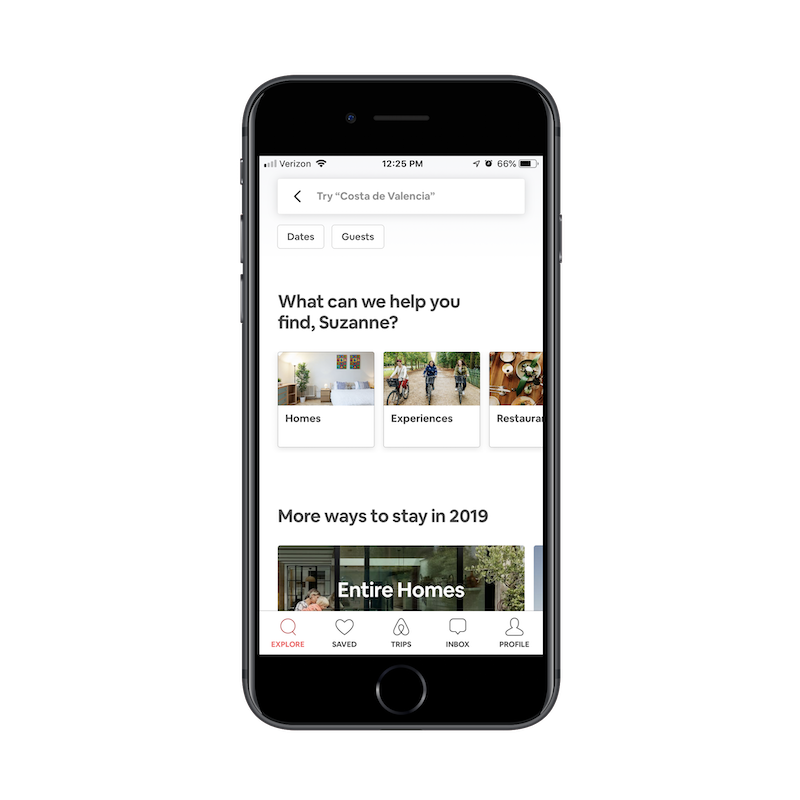 Verizon 12:25 PM 66%
Try “Costa de Valencia”
Dates Guests
What can we help you
find, Suzanne?
Homes Experiences Restauran
More ways to stay in 2019
Entire Homes
EXPLORE SAVED TRIPS INBOX PROFILE